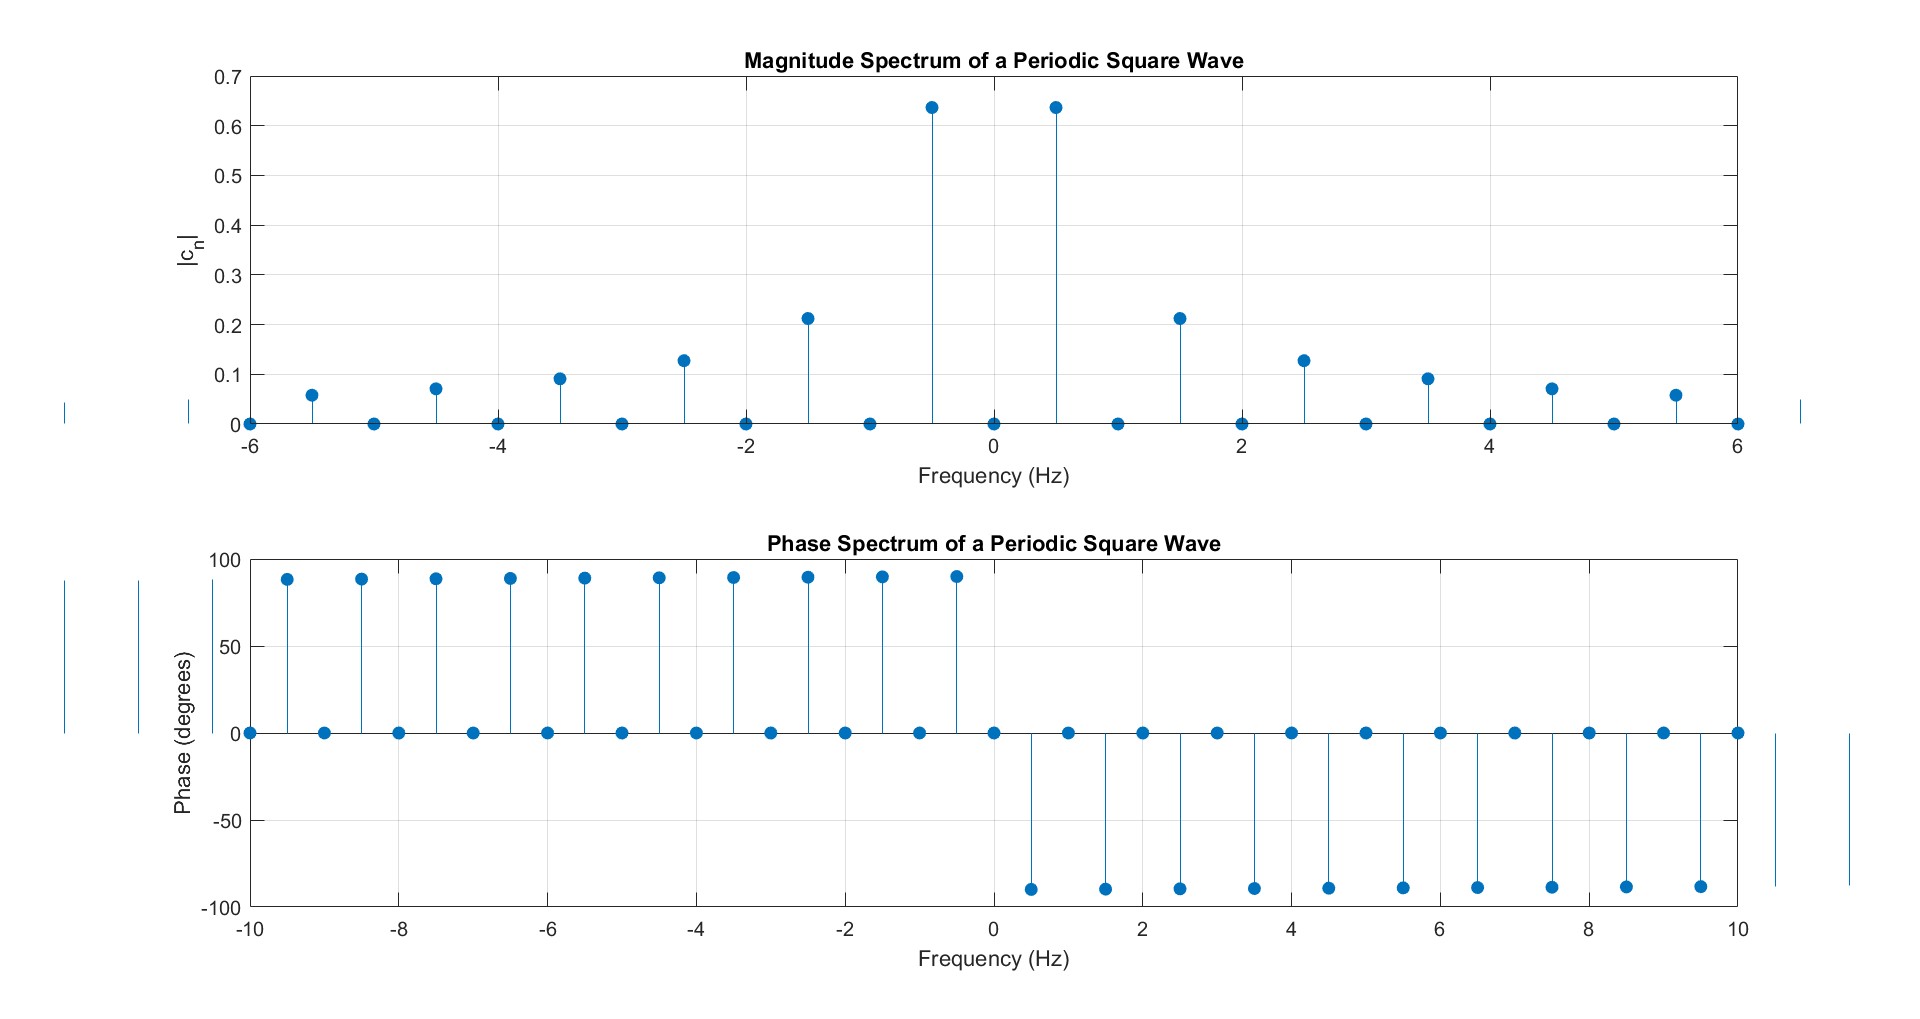 Magnitude Spectrum of a Periodic Square Wave
0.7
0.6
0.5
0.4
0.3
0.2
0.1
0
|c_n|
-6 -4 -2 0 2 4 6
Frequency (Hz)
Phase Spectrum of a Periodic Square Wave
100
50
0
-50
-100
Phase (degrees)
-10 -8 -6 -4 -2 0 2 4 6 8 10
Frequency (Hz)